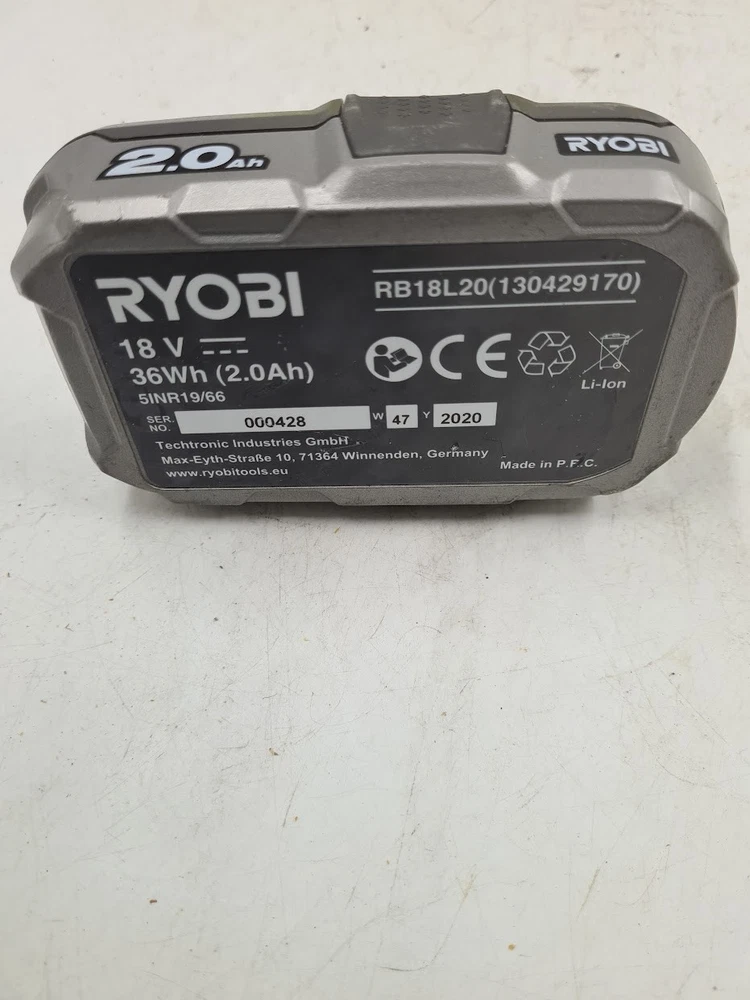 2.0Ah
RYOBI
RYOBI
RB18L20(130429170)
18 V
36Wh (2.0Ah)
5INR19/66
Li-Ion
SER. NO. 000428 W 47 Y 2020
Techtronic Industries GmbH
Max-Eyth-Straße 10, 71364 Winnenden, Germany
www.ryobitools.eu
Made in P.R.C.
CE